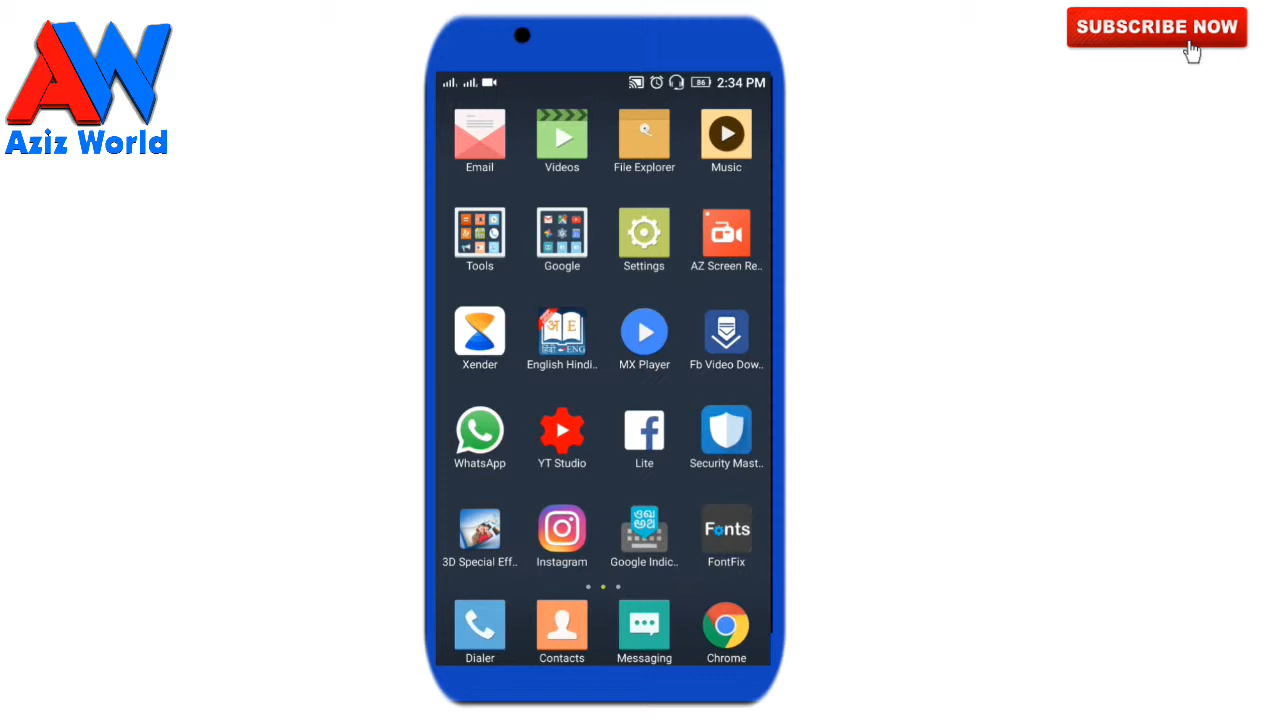 AW
Aziz World
SUBSCRIBE NOW
86 2:34 PM
Email Videos File Explorer Music
Tools Google Settings AZ Screen Re..
अ E
हिंदी ENG
Xender English Hindi.. MX Player Fb Video Dow..
WhatsApp YT Studio Lite Security Mast..
Fonts
3D Special Eff.. Instagram Google Indic.. FontFix
Dialer Contacts Messaging Chrome